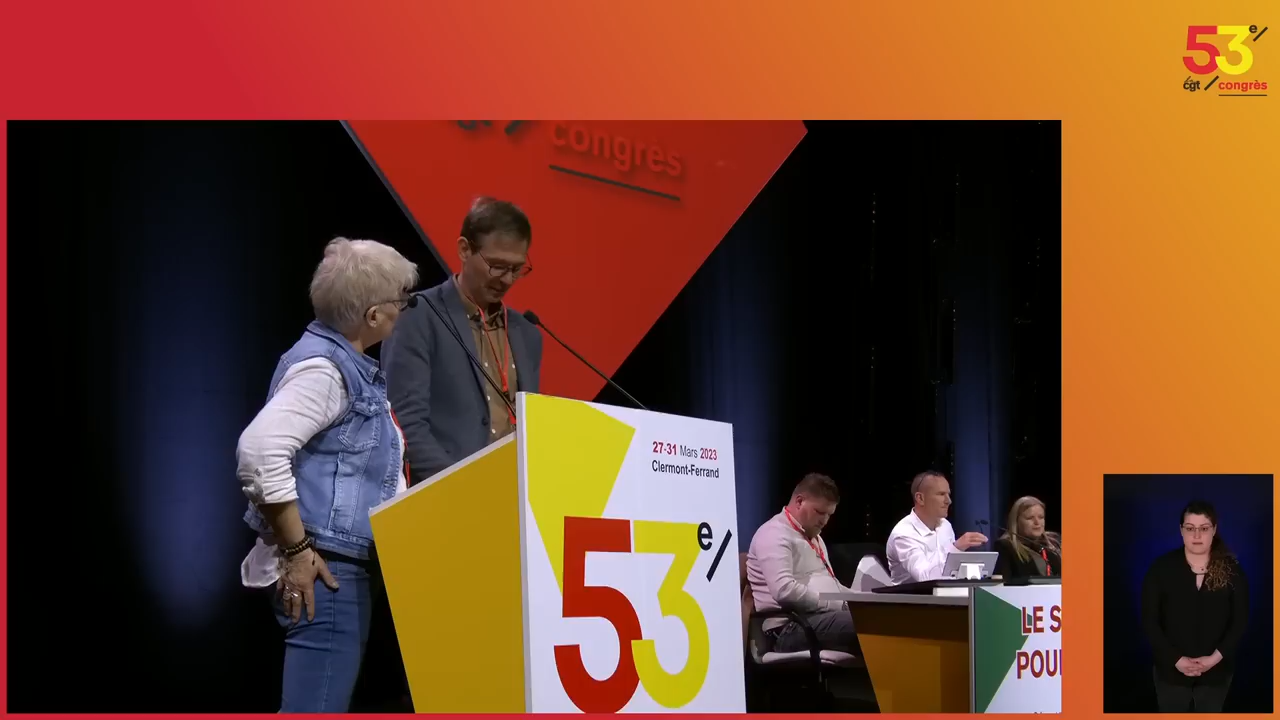 53e/
cgt / congrès
congrès
27-31 Mars 2023
Clermont-Ferrand
53e/
LE S
POU